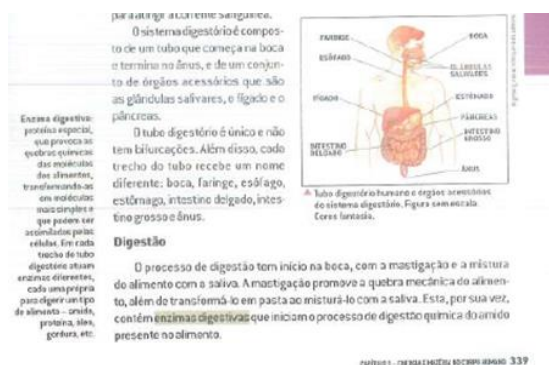 para atingir a corrente sanguínea.
O sistema digestório é compos-
to de um tubo que começa na boca
e termina no ânus, e de um conjun-
to de órgãos acessórios que são
as glândulas salivares, o fígado e o
pâncreas.
O tubo digestório é único e não
tem bifurcações. Além disso, cada
trecho do tubo recebe um nome
diferente: boca, faringe, esôfago,
estômago, intestino delgado, intes-
tino grosso e ânus.
Enzima digestiva:
proteína especial,
que provoca as
quebras químicas
das moléculas
dos alimentos,
transformando-as
em moléculas
mais simples e
que podem ser
assimiladas pelas
células. Em cada
trecho do tubo
digestório atuam
enzimas diferentes,
cada uma própria
para digerir um tipo
de alimento – amido,
proteína, óleo,
gordura, etc.
FARINGE
BOCA
ESÔFAGO
GLÂNDULAS
SALIVARES
FÍGADO
ESTÔMAGO
PÂNCREAS
INTESTINO
GROSSO
INTESTINO
DELGADO
ÂNUS
Tubo digestório humano e órgãos acessórios
do sistema digestório. Figura sem escala.
Cores fantasia.
Digestão
O processo de digestão tem início na boca, com a mastigação e a mistura
do alimento com a saliva. A mastigação promove a quebra mecânica do alimen-
to, além de transformá-lo em pasta ao misturá-lo com a saliva. Esta, por sua vez,
contém enzimas digestivas que iniciam o processo de digestão química do amido
presente no alimento.
339